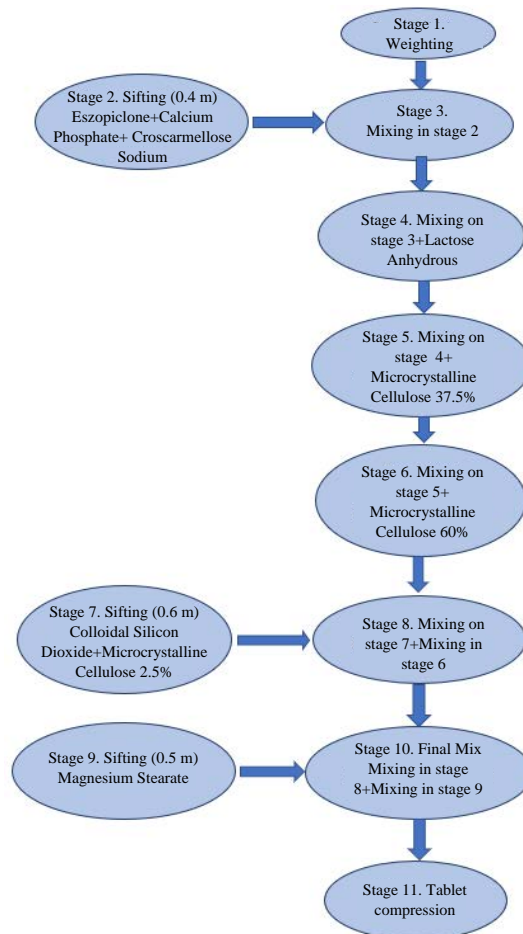 Stage 1.
Weighting
Stage 2. Sifting (0.4 m)
Eszopiclone+Calcium
Phosphate+ Croscarmellose
Sodium
Stage 3.
Mixing in stage 2
Stage 4. Mixing on
stage 3+Lactose
Anhydrous
Stage 5. Mixing on
stage 4+
Microcrystalline
Cellulose 37.5%
Stage 6. Mixing on
stage 5+
Microcrystalline
Cellulose 60%
Stage 7. Sifting (0.6 m)
Colloidal Silicon
Dioxide+Microcrystalline
Cellulose 2.5%
Stage 8. Mixing on
stage 7+Mixing in
stage 6
Stage 9. Sifting (0.5 m)
Magnesium Stearate
Stage 10. Final Mix
Mixing in stage
8+Mixing in stage 9
Stage 11. Tablet
compression